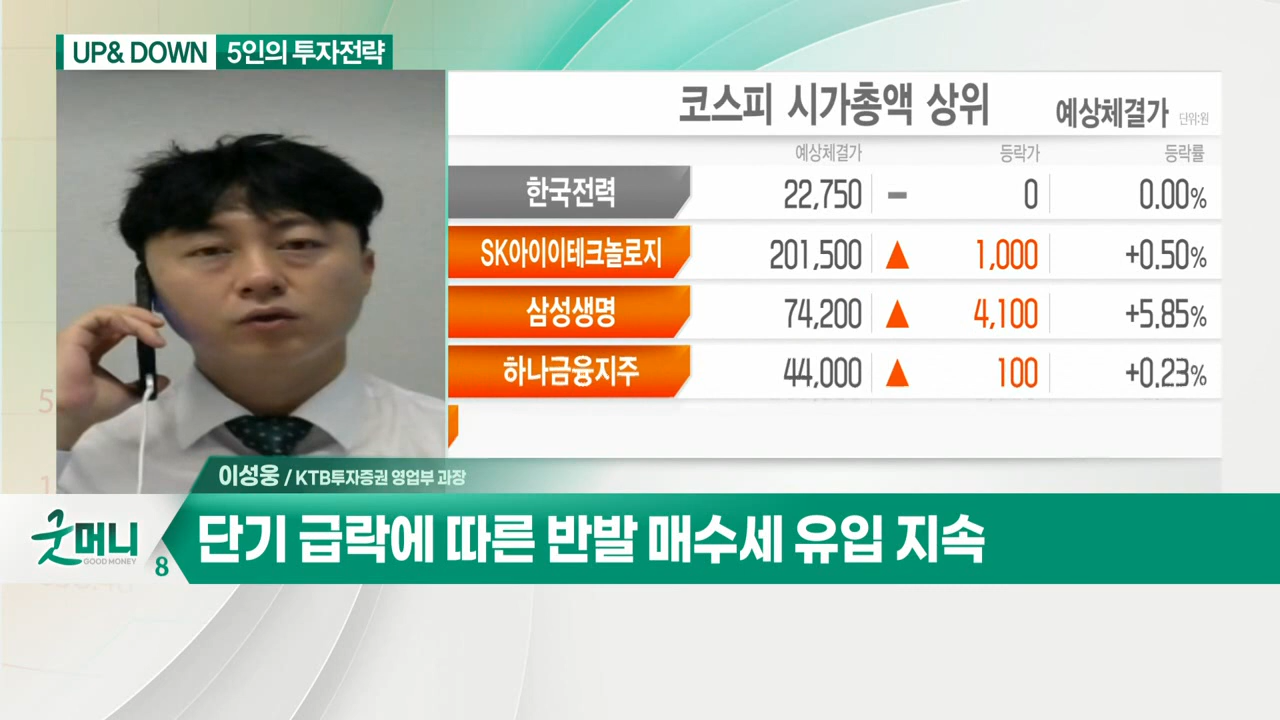 UP& DOWN 5인의 투자전략
코스피 시가총액 상위 예상체결가 단위:원
예상체결가 등락가 등락률
한국전력 22,750 0 0.00%
SK아이이테크놀로지 201,500 ▲ 1,000 +0.50%
삼성생명 74,200 ▲ 4,100 +5.85%
하나금융지주 44,000 ▲ 100 +0.23%
이성웅 / KTB투자증권 영업부 과장
굿머니
GOOD MONEY
8
단기 급락에 따른 반발 매수세 유입 지속